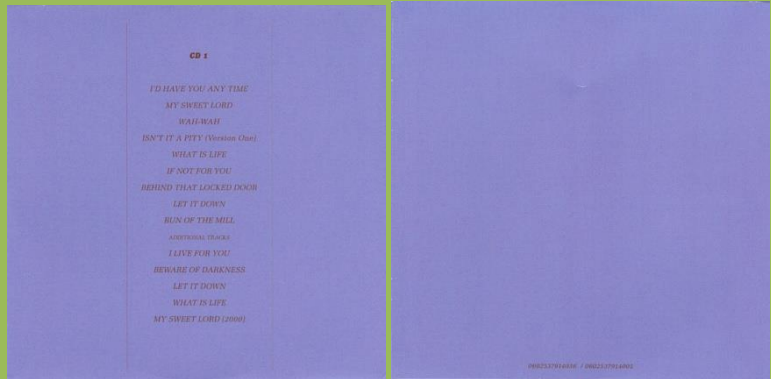 CD 1
I'D HAVE YOU ANY TIME
MY SWEET LORD
WAH-WAH
ISN'T IT A PITY (Version One)
WHAT IS LIFE
IF NOT FOR YOU
BEHIND THAT LOCKED DOOR
LET IT DOWN
RUN OF THE MILL
ADDITIONAL TRACKS
I LIVE FOR YOU
BEWARE OF DARKNESS
LET IT DOWN
WHAT IS LIFE
MY SWEET LORD (2000)